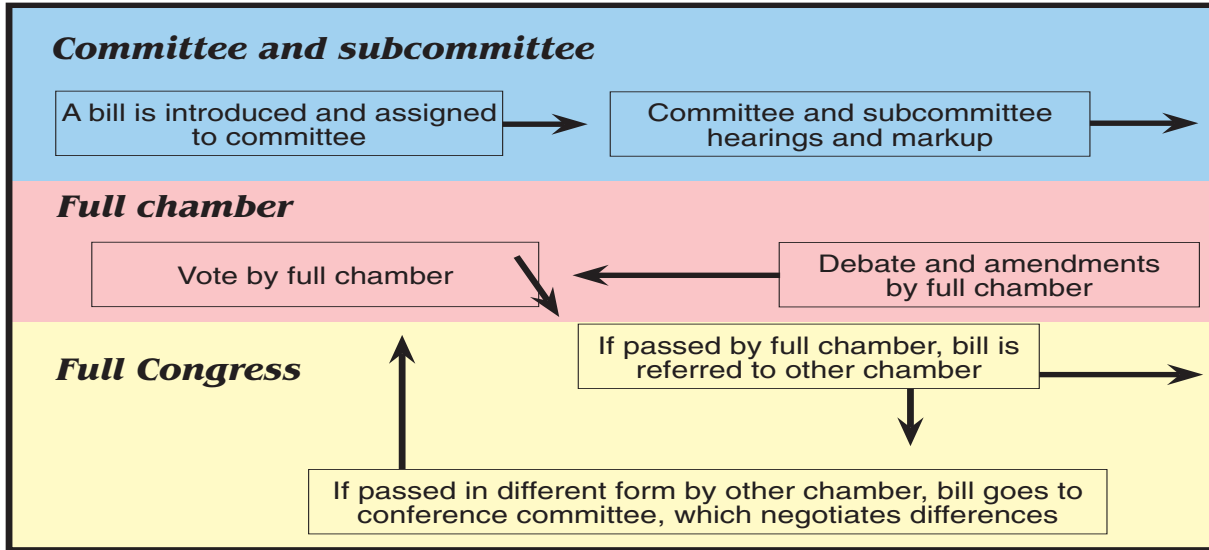 Committee and subcommittee
A bill is introduced and assigned
to committee
Committee and subcommittee
hearings and markup
Full chamber
Vote by full chamber
Debate and amendments
by full chamber
Full Congress
If passed by full chamber, bill is
referred to other chamber
If passed in different form by other chamber, bill goes to
conference committee, which negotiates differences